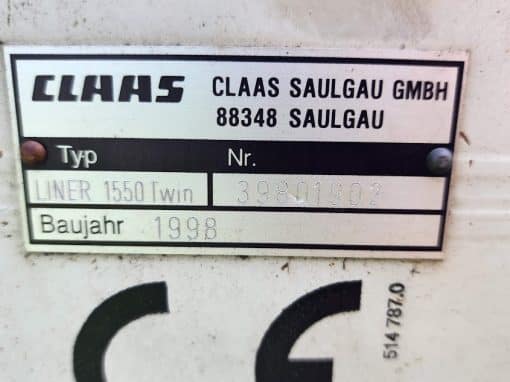 CLAAS CLAAS SAULGAU GMBH
88348 SAULGAU
Typ Nr.
LINER 1550 Twin 39801902
Baujahr 1998
CE
514 787.0